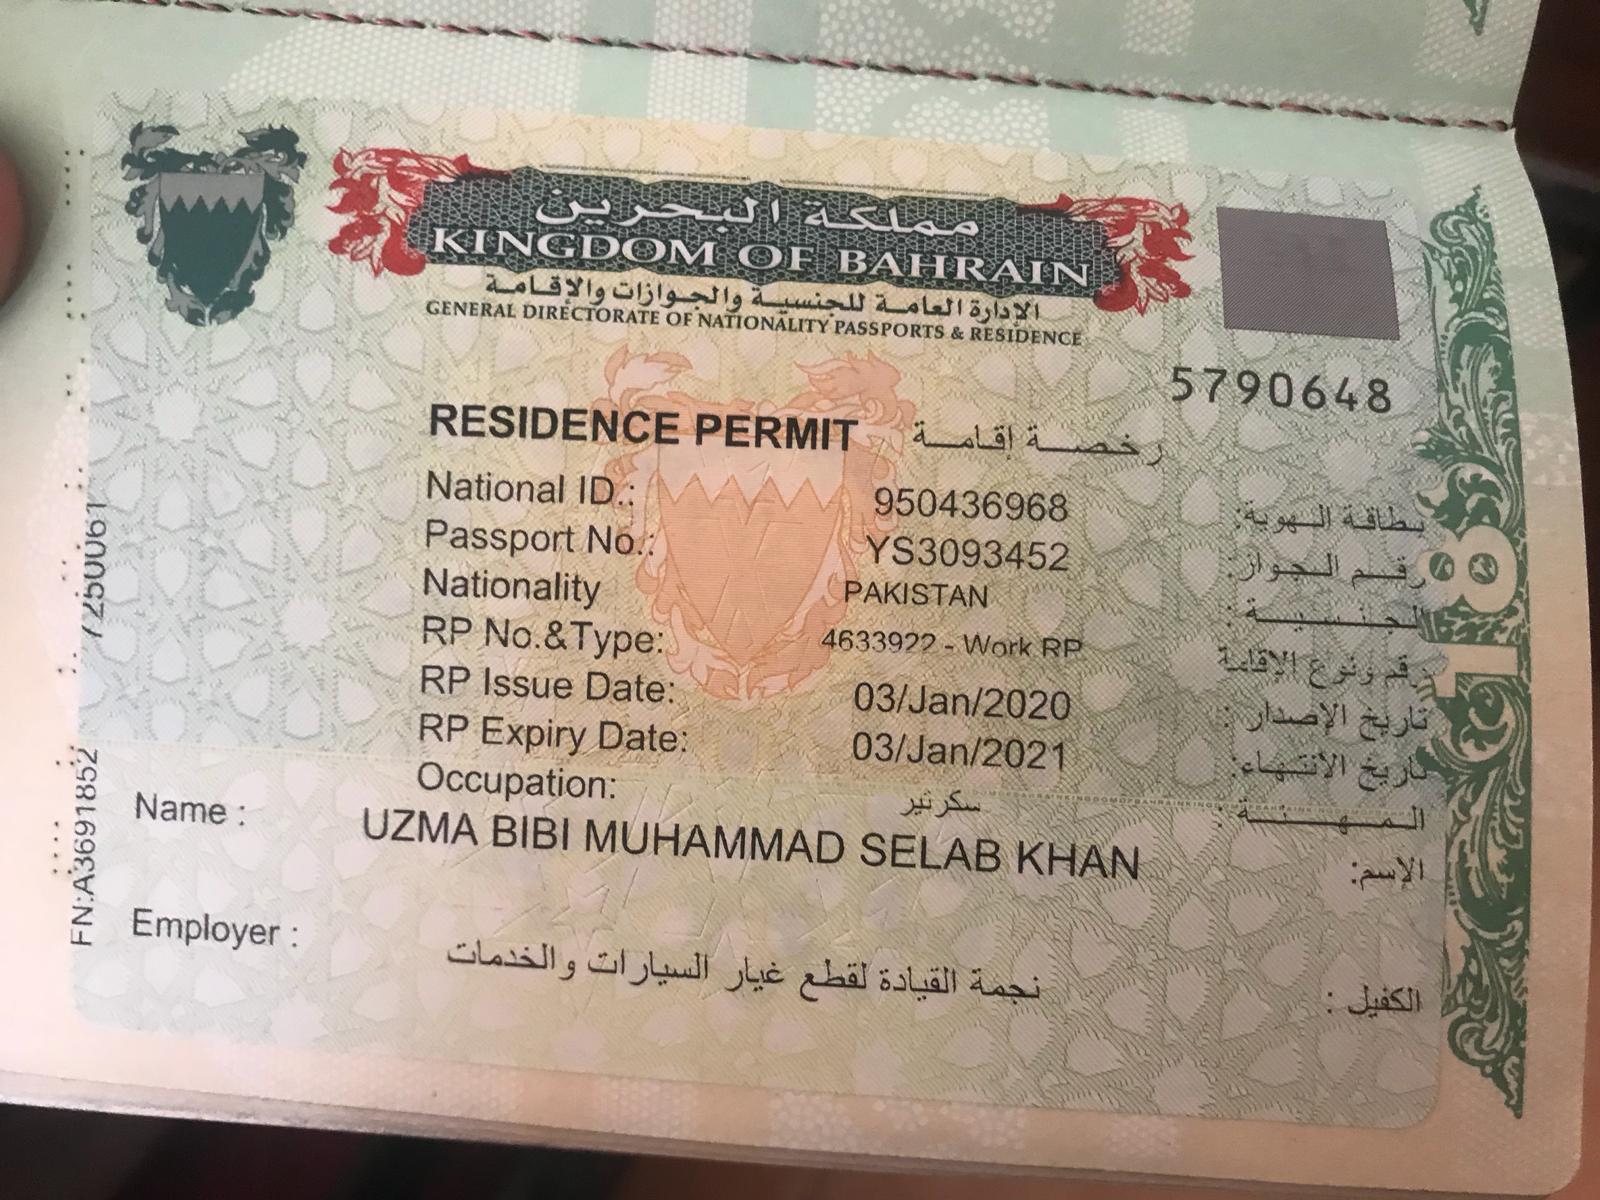 مملكة البحرين
KINGDOM OF BAHRAIN
الإدارة العامة للجنسية والجوازات والإقامة
GENERAL DIRECTORATE OF NATIONALITY PASSPORTS & RESIDENCE
5790648
RESIDENCE PERMIT رخصة إقامة
National ID.: 950436968 بطاقة الهوية:
Passport No.: YS3093452 رقم الجواز:
Nationality PAKISTAN الجنسية :
RP No.&Type: 4633922 - Work RP رقم ونوع الإقامة
RP Issue Date: 03/Jan/2020 تاريخ الإصدار :
RP Expiry Date: 03/Jan/2021 تاريخ الانتهاء:
Occupation: سكرتير المهنة :
Name : UZMA BIBI MUHAMMAD SELAB KHAN الإسم:
Employer : نجمة القيادة لقطع غيار السيارات والخدمات الكفيل :
FN:A3691852 7250061
18